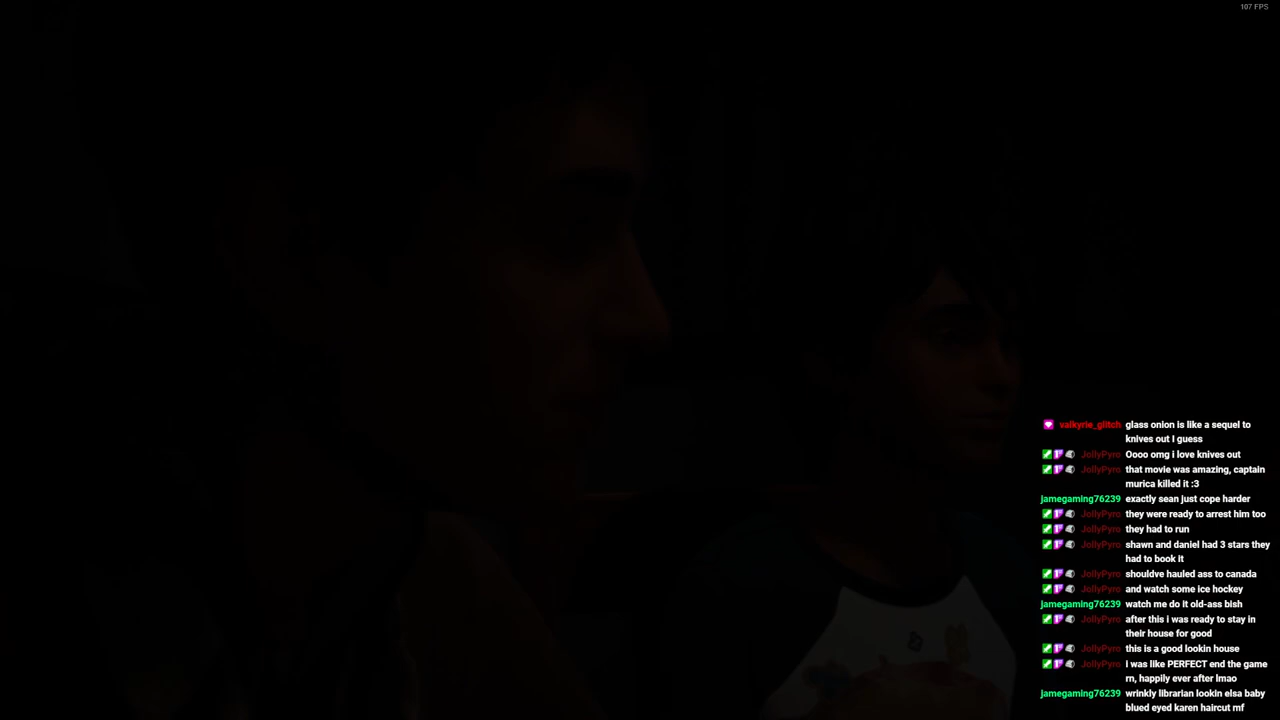 107 FPS
valkyrie_glitch glass onion is like a sequel to
knives out I guess
JollyPyro Oooo omg i love knives out
JollyPyro that movie was amazing, captain
murica killed it :3
jamegaming76239 exactly sean just cope harder
JollyPyro they were ready to arrest him too
JollyPyro they had to run
JollyPyro shawn and daniel had 3 stars they
had to book it
JollyPyro shouldve hauled ass to canada
JollyPyro and watch some ice hockey
jamegaming76239 watch me do it old-ass bish
JollyPyro after this i was ready to stay in
their house for good
JollyPyro this is a good lookin house
JollyPyro I was like PERFECT end the game
rn, happily ever after lmao
jamegaming76239 wrinkly librarian lookin elsa baby
blued eyed karen haircut mf